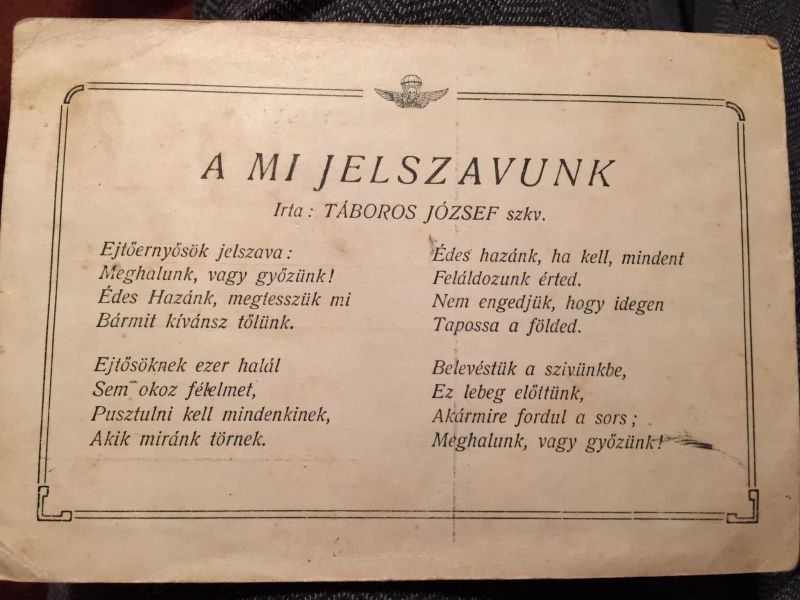 A MI JELSZAVUNK
Irta: TÁBOROS JÓZSEF szkv.
Ejtőernyősök jelszava:
Meghalunk, vagy győzünk!
Édes Hazánk, megtesszük mi
Bármit kívánsz tőlünk.
Ejtősöknek ezer halál
Sem okoz félelmet,
Pusztulni kell mindenkinek,
Akik miránk törnek.
Édes hazánk, ha kell, mindent
Feláldozunk érted.
Nem engedjük, hogy idegen
Tapossa a földed.
Belevéstük a szivünkbe,
Ez lebeg előttünk,
Akármire fordul a sors;
Meghalunk, vagy győzünk!